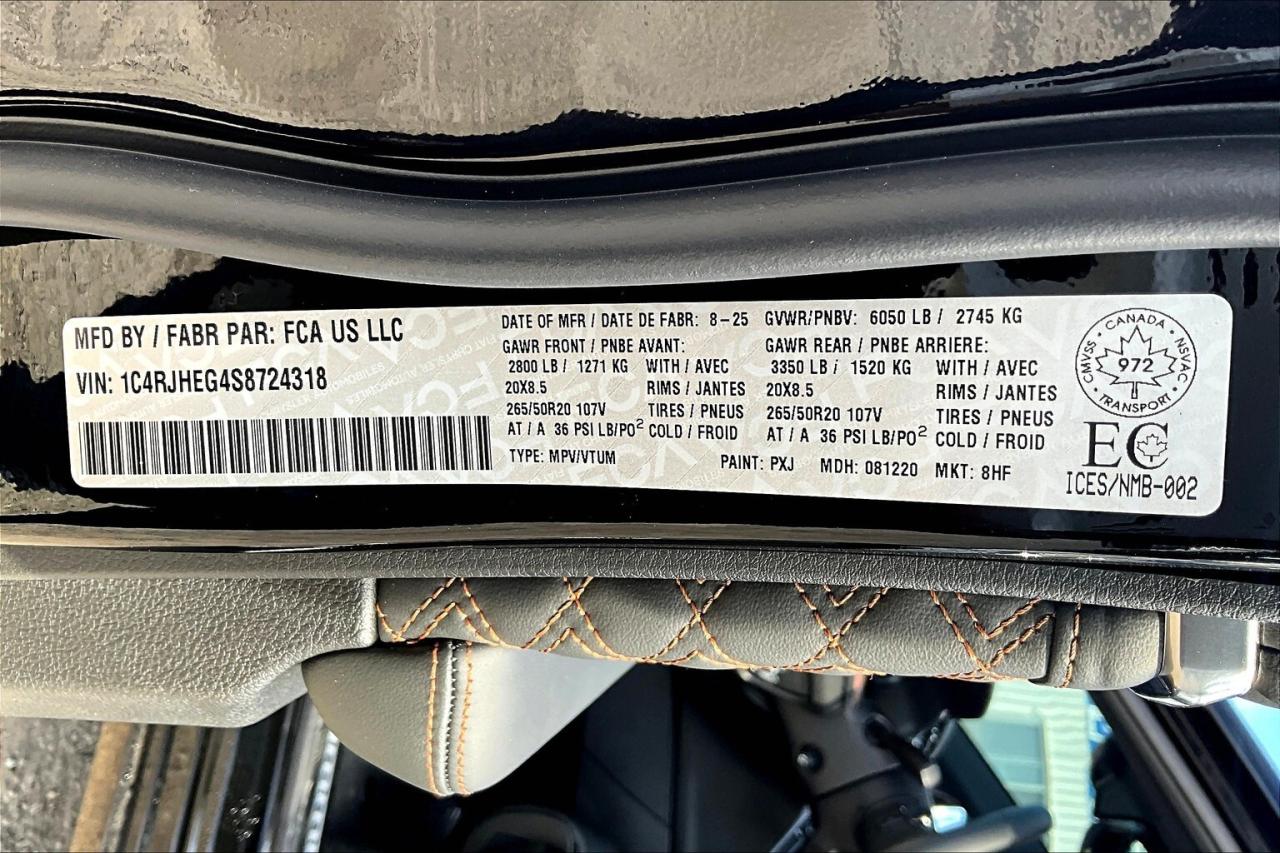 MFD BY / FABR PAR: FCA US LLC
VIN: 1C4RJHEG4S8724318
DATE OF MFR / DATE DE FABR: 8-25 GVWR/PNBV: 6050 LB / 2745 KG
GAWR FRONT / PNBE AVANT: GAWR REAR / PNBE ARRIERE:
2800 LB / 1271 KG WITH / AVEC 3350 LB / 1520 KG WITH / AVEC
20X8.5 RIMS / JANTES 20X8.5 RIMS / JANTES
265/50R20 107V TIRES / PNEUS 265/50R20 107V TIRES / PNEUS
AT / A 36 PSI LB/PO² COLD / FROID AT / A 36 PSI LB/PO² COLD / FROID
TYPE: MPV/VTUM PAINT: PXJ MDH: 081220 MKT: 8HF
CANADA
CMVSS 972 NSVAC
TRANSPORT
EC
ICES/NMB-002